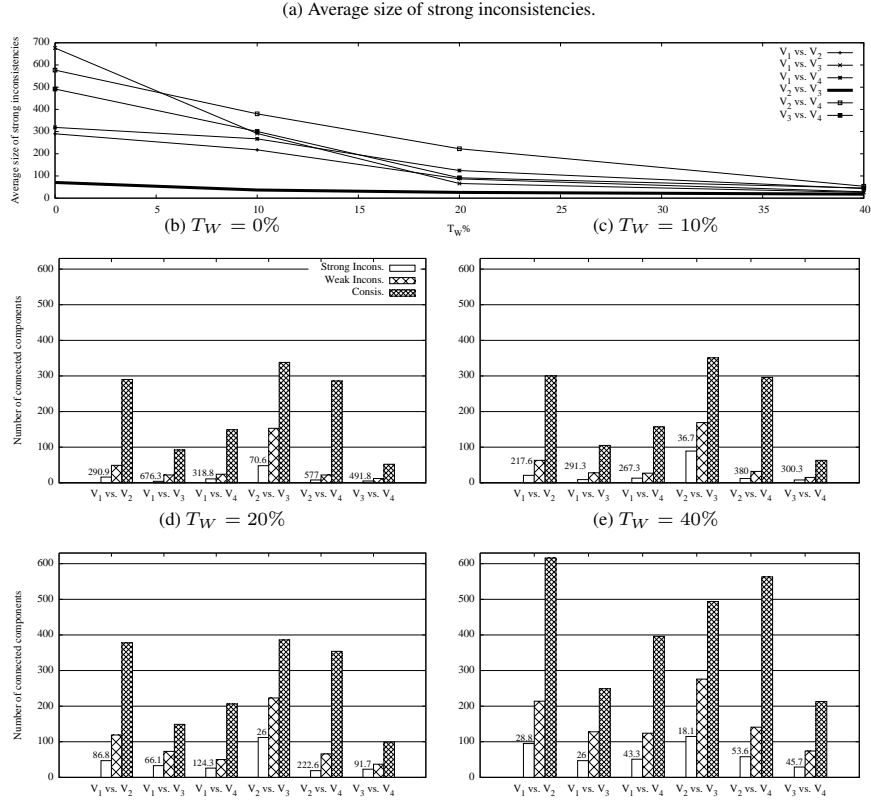 (a) Average size of strong inconsistencies.
Average size of strong inconsistencies
700
600
500
400
300
200
100
0
V1 vs. V2
V1 vs. V3
V1 vs. V4
V2 vs. V3
V2 vs. V4
V3 vs. V4
0 5 10 15 20 25 30 35 40
TW%
(b) TW = 0%
(c) TW = 10%
Number of connected components
600
500
400
300
200
100
0
Strong Incons.
Weak Incons.
Consis.
290.9 676.3 318.8 70.6 577 491.8
V1 vs. V2 V1 vs. V3 V1 vs. V4 V2 vs. V3 V2 vs. V4 V3 vs. V4
Number of connected components
600
500
400
300
200
100
0
217.6 291.3 267.3 36.7 380 300.3
V1 vs. V2 V1 vs. V3 V1 vs. V4 V2 vs. V3 V2 vs. V4 V3 vs. V4
(d) TW = 20%
(e) TW = 40%
Number of connected components
600
500
400
300
200
100
0
86.8 66.1 124.3 26 222.6 91.7
V1 vs. V2 V1 vs. V3 V1 vs. V4 V2 vs. V3 V2 vs. V4 V3 vs. V4
Number of connected components
600
500
400
300
200
100
0
28.8 26 43.3 18.1 53.6 45.7
V1 vs. V2 V1 vs. V3 V1 vs. V4 V2 vs. V3 V2 vs. V4 V3 vs. V4